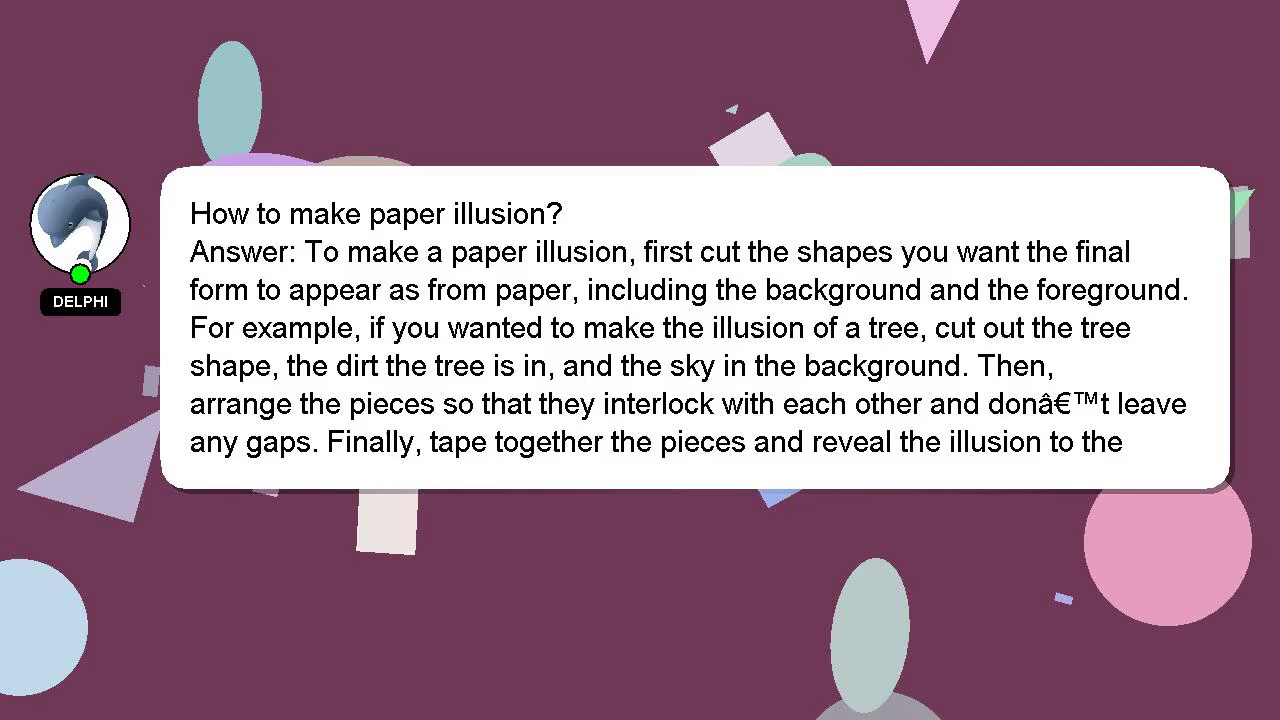 DELPHI
How to make paper illusion?
Answer: To make a paper illusion, first cut the shapes you want the final
form to appear as from paper, including the background and the foreground.
For example, if you wanted to make the illusion of a tree, cut out the tree
shape, the dirt the tree is in, and the sky in the background. Then,
arrange the pieces so that they interlock with each other and donâ€™t leave
any gaps. Finally, tape together the pieces and reveal the illusion to the